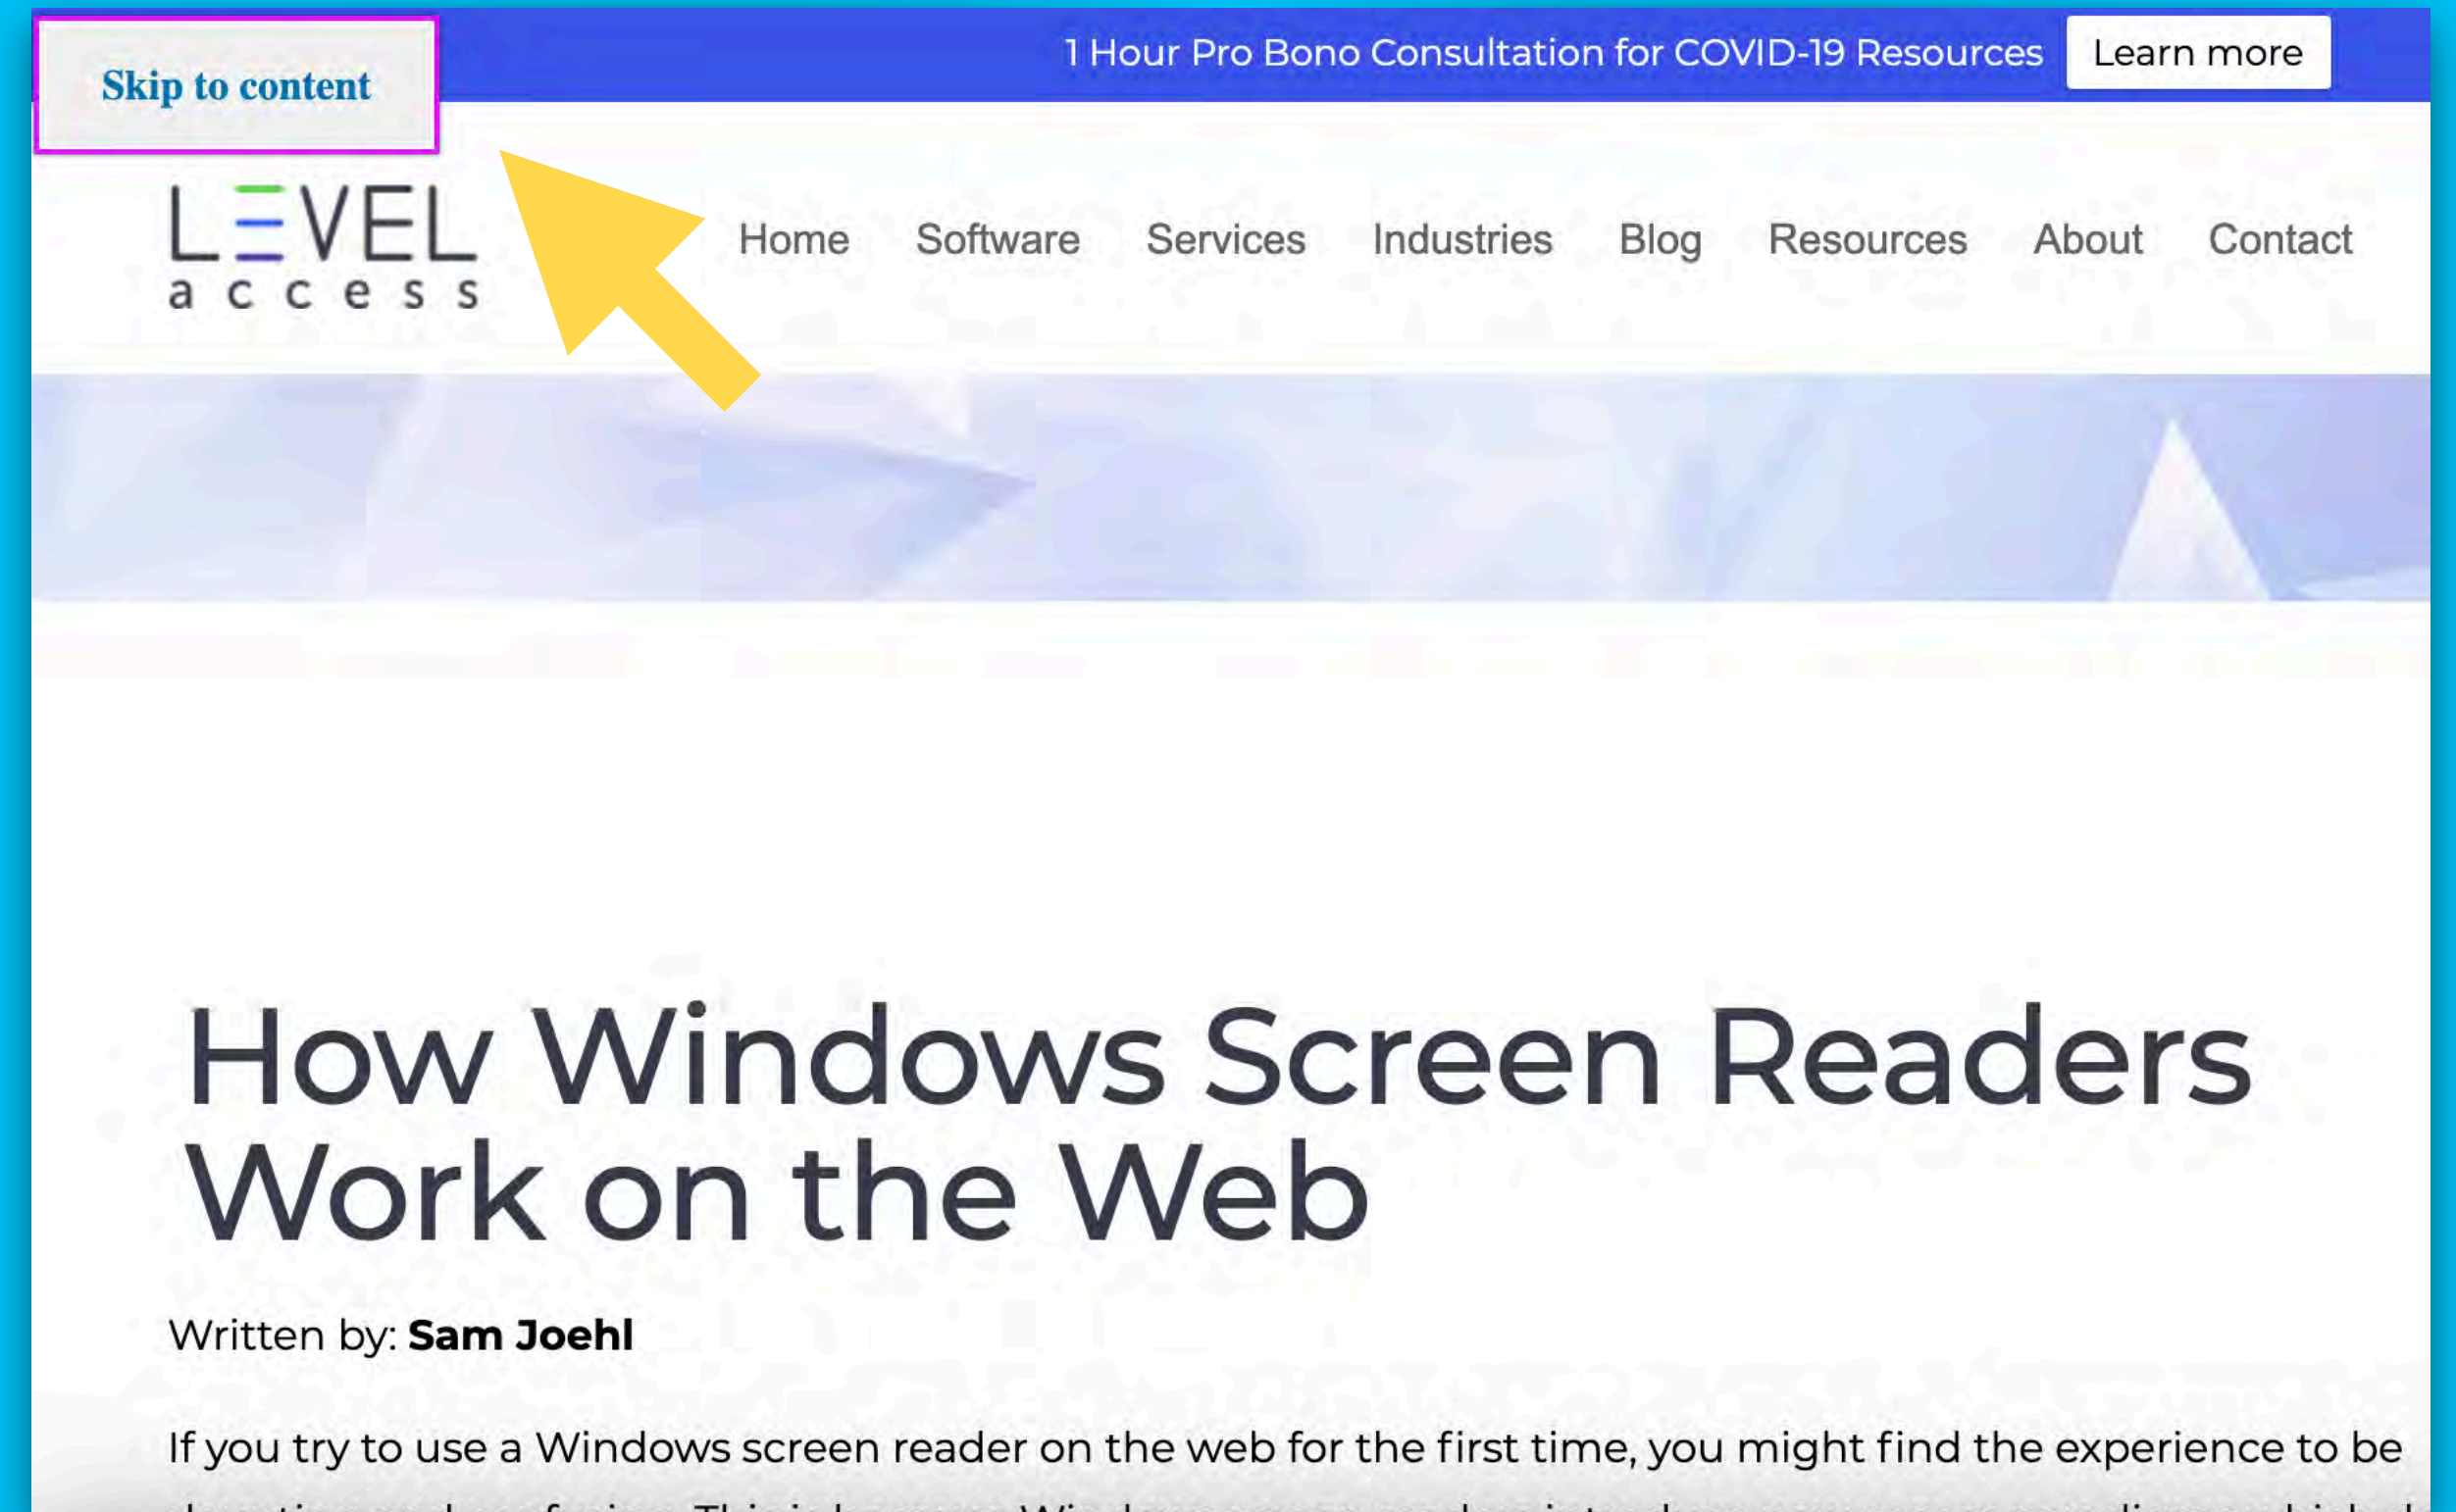 Skip to content
1 Hour Pro Bono Consultation for COVID-19 Resources Learn more
LEVEL
access
Home Software Services Industries Blog Resources About Contact
How Windows Screen Readers
Work on the Web
Written by: Sam Joehl
If you try to use a Windows screen reader on the web for the first time, you might find the experience to be